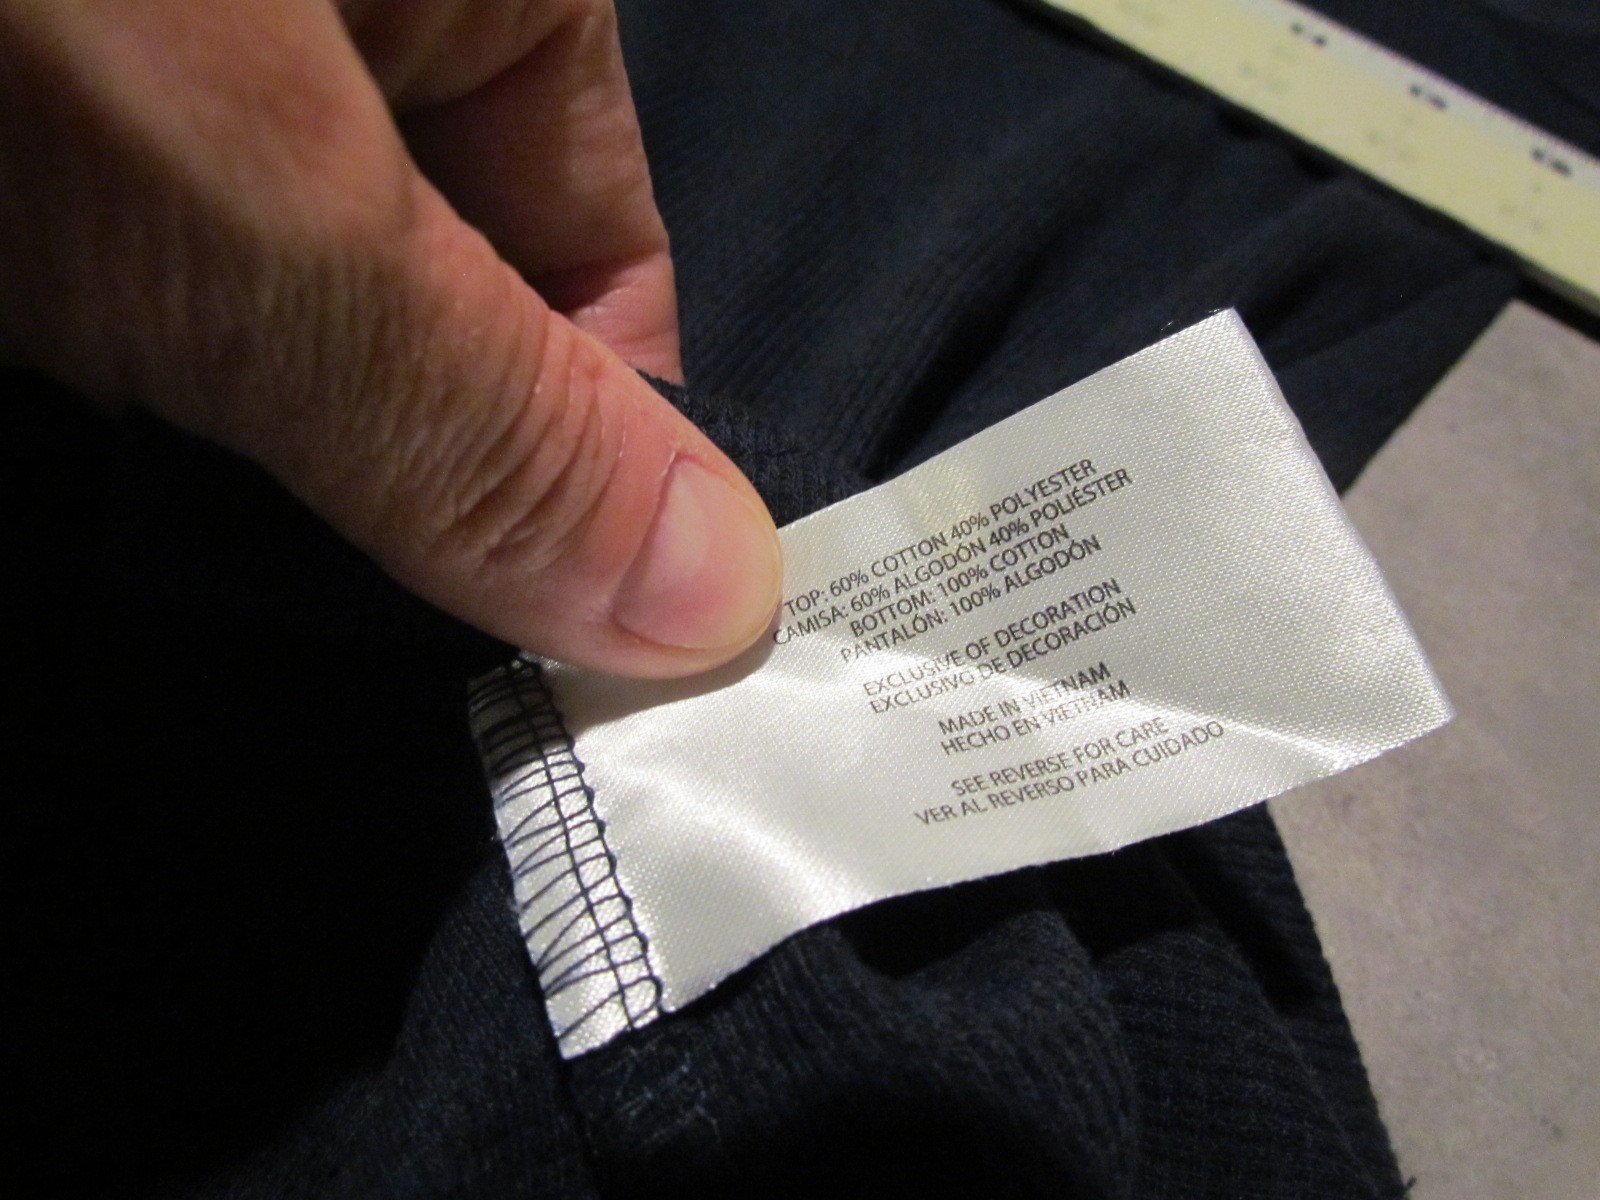 TOP: 60% COTTON 40% POLYESTER
CAMISA: 60% ALGODÓN 40% POLIÉSTER
BOTTOM: 100% COTTON
PANTALÓN: 100% ALGODÓN
EXCLUSIVE OF DECORATION
EXCLUSIVO DE DECORACIÓN
MADE IN VIETNAM
HECHO EN VIETNAM
SEE REVERSE FOR CARE
VER AL REVERSO PARA CUIDADO